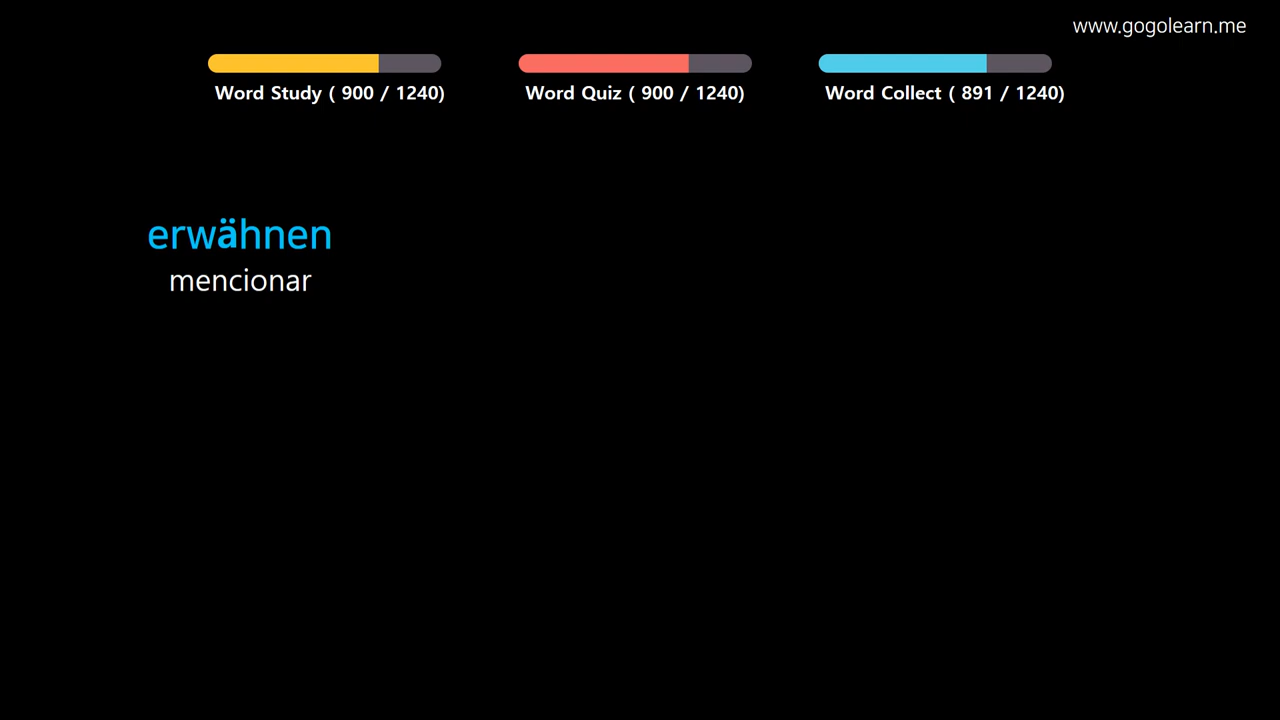 www.gogolearn.me
Word Study ( 900 / 1240)
Word Quiz ( 900 / 1240)
Word Collect ( 891 / 1240)
erwähnen
mencionar